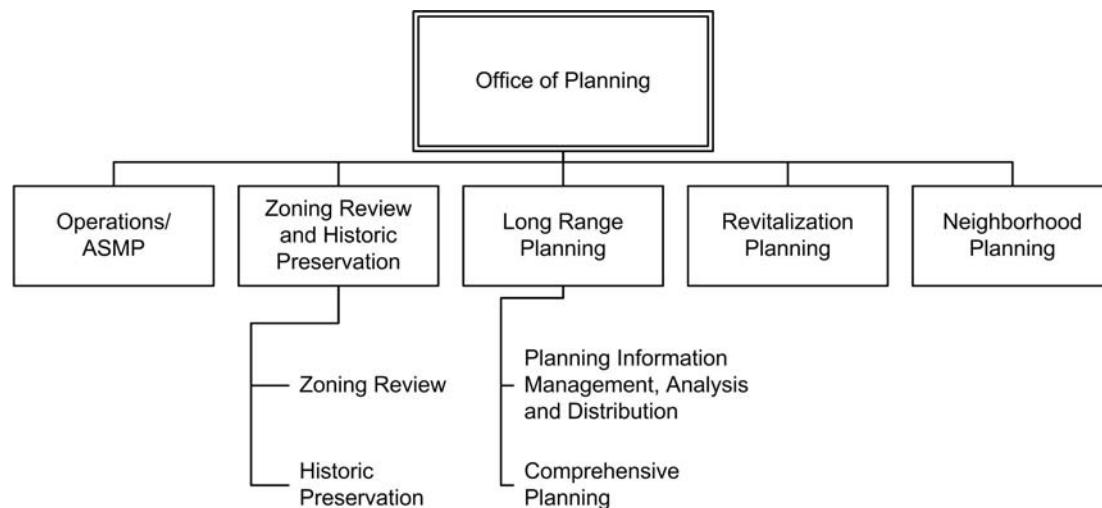 Office of Planning
Operations/
ASMP
Zoning Review
and Historic
Preservation
Long Range
Planning
Revitalization
Planning
Neighborhood
Planning
Zoning Review
Historic
Preservation
Planning Information
Management, Analysis
and Distribution
Comprehensive
Planning